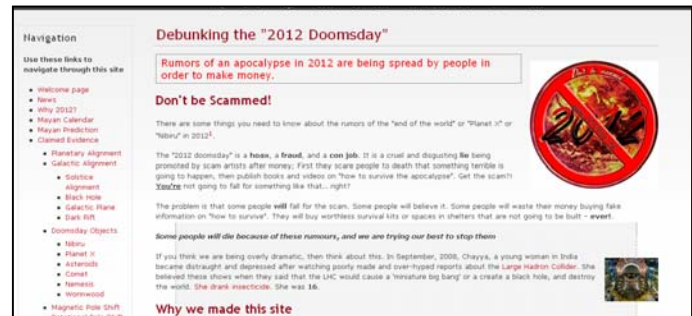 Navigation
Use these links to
navigate through this site
Welcome page
News
Why 2012?
Mayan Calendar
Mayan Prediction
Claimed Evidence
Planetary Alignment
Galactic Alignment
Solstice
Alignment
Black Hole
Galactic Plane
Dark Rift
Doomsday Objects
Nibiru
Planet X
Asteroids
Comet
Nemesis
Wormwood
Magnetic Pole Shift
Debunking the "2012 Doomsday"
Rumors of an apocalypse in 2012 are being spread by people in
order to make money.
2012
Don't be Scammed!
There are some things you need to know about the rumors of the "end of the world" or "Planet X" or
"Nibiru" in 2012
The "2012 doomsday" is a hoax, a fraud, and a con job. It is a cruel and disgusting lie being
promoted by scam artists after money; First they scare people to death that something terrible is
going to happen, then publish books and videos on "how to survive the apocalypse". Get the scam?!
You're not going to fall for something like that... right?
The problem is that some people will fall for the scam. Some people will believe it. Some people will waste their money buying fake
information on "how to survive". They will buy worthless survival kits or spaces in shelters that are not going to be built - ever!.
Some people will die because of these rumours, and we are trying our best to stop them
If you think we are being overly dramatic, then think about this. In September, 2008, Chayya, a young woman in India
became distraught and depressed after watching poorly made and over-hyped reports about the Large Hadron Collider. She
believed these shows when they said that the LHC would cause a 'miniature big bang' or a create a black hole, and destroy
the world. She drank insecticide. She was 16.
Why we made this site